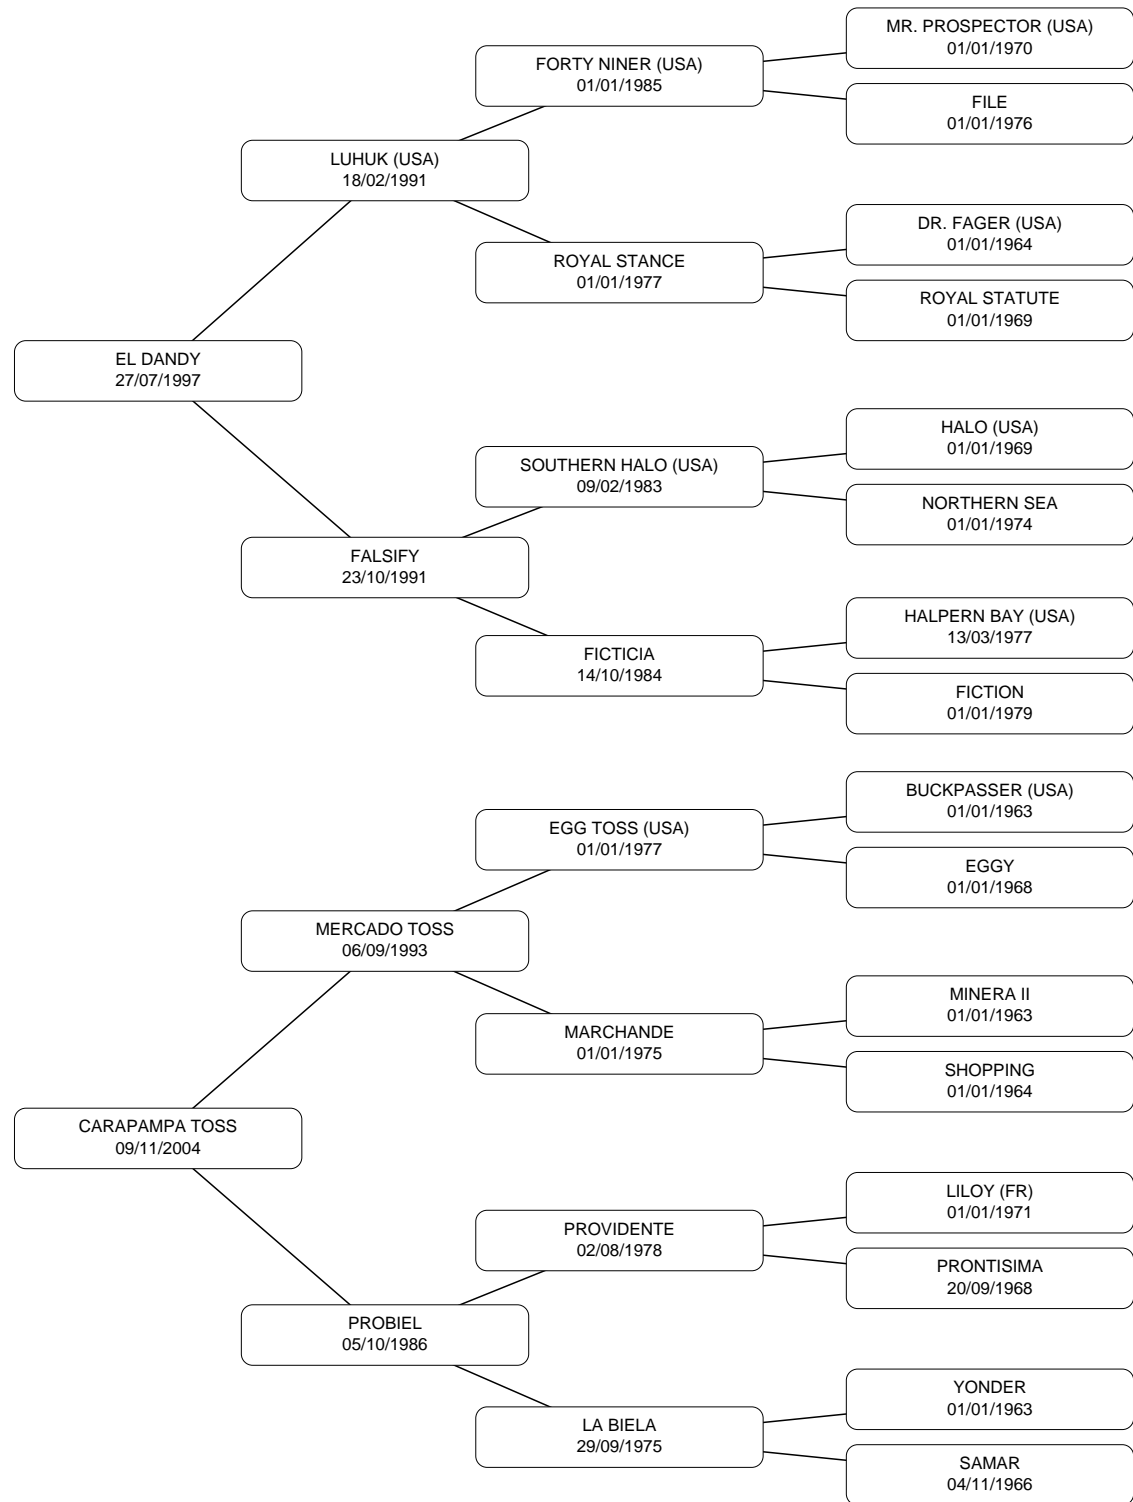 MR. PROSPECTOR (USA)
01/01/1970
FORTY NINER (USA)
01/01/1985
FILE
01/01/1976
LUHUK (USA)
18/02/1991
DR. FAGER (USA)
01/01/1964
ROYAL STANCE
01/01/1977
ROYAL STATUTE
01/01/1969
EL DANDY
27/07/1997
HALO (USA)
01/01/1969
SOUTHERN HALO (USA)
09/02/1983
NORTHERN SEA
01/01/1974
FALSIFY
23/10/1991
HALPERN BAY (USA)
13/03/1977
FICTICIA
14/10/1984
FICTION
01/01/1979
BUCKPASSER (USA)
01/01/1963
EGG TOSS (USA)
01/01/1977
EGGY
01/01/1968
MERCADO TOSS
06/09/1993
MINERA II
01/01/1963
MARCHANDE
01/01/1975
SHOPPING
01/01/1964
CARAPAMPA TOSS
09/11/2004
LILOY (FR)
01/01/1971
PROVIDENTE
02/08/1978
PRONTISIMA
20/09/1968
PROBIEL
05/10/1986
YONDER
01/01/1963
LA BIELA
29/09/1975
SAMAR
04/11/1966